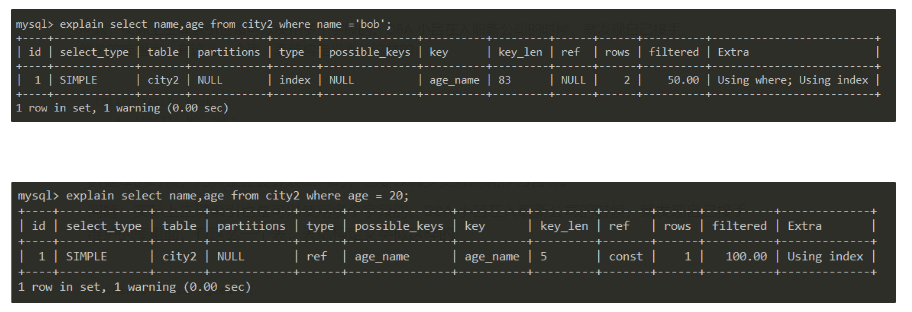 mysql> explain select name,age from city2 where name ='bob';
+----+-------------+-------+------------+-------+---------------+----------+---------+------+------+----------+--------------------------+
| id | select_type | table | partitions | type | possible_keys | key | key_len | ref | rows | filtered | Extra |
+----+-------------+-------+------------+-------+---------------+----------+---------+------+------+----------+--------------------------+
| 1 | SIMPLE | city2 | NULL | index | NULL | age_name | 83 | NULL | 2 | 50.00 | Using where; Using index |
+----+-------------+-------+------------+-------+---------------+----------+---------+------+------+----------+--------------------------+
1 row in set, 1 warning (0.00 sec)
mysql> explain select name,age from city2 where age = 20;
+----+-------------+-------+------------+------+---------------+----------+---------+-------+------+----------+-------------+
| id | select_type | table | partitions | type | possible_keys | key | key_len | ref | rows | filtered | Extra |
+----+-------------+-------+------------+------+---------------+----------+---------+-------+------+----------+-------------+
| 1 | SIMPLE | city2 | NULL | ref | age_name | age_name | 5 | const | 1 | 100.00 | Using index |
+----+-------------+-------+------------+------+---------------+----------+---------+-------+------+----------+-------------+
1 row in set, 1 warning (0.00 sec)